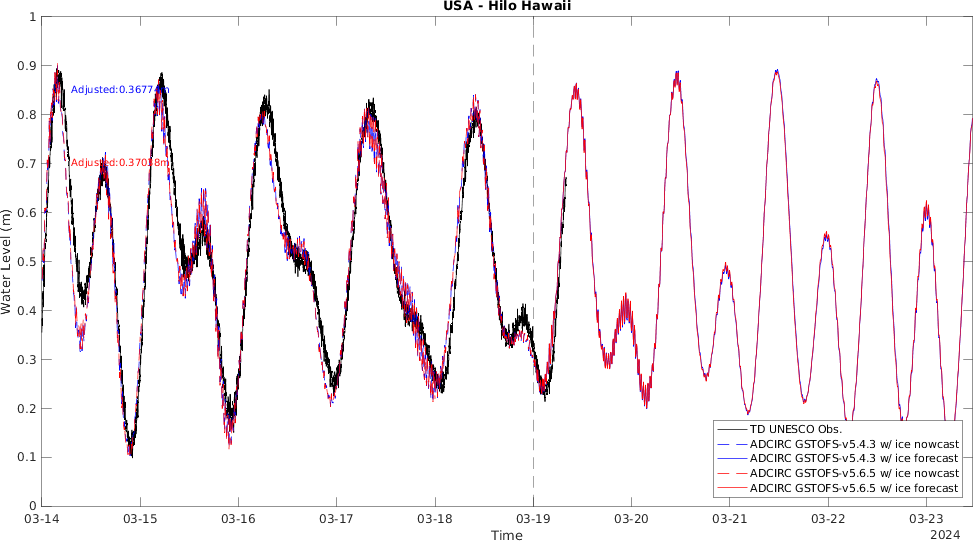 USA - Hilo Hawaii
Water Level (m)
1
0.9
0.8
0.7
0.6
0.5
0.4
0.3
0.2
0.1
0
Adjusted:0.3677
Adjusted:0.37038m
TD UNESCO Obs.
ADCIRC GSTOFS-v5.4.3 w/ ice nowcast
ADCIRC GSTOFS-v5.4.3 w/ ice forecast
ADCIRC GSTOFS-v5.6.5 w/ ice nowcast
ADCIRC GSTOFS-v5.6.5 w/ ice forecast
03-14 03-15 03-16 03-17 03-18 03-19 03-20 03-21 03-22 03-23
Time
2024